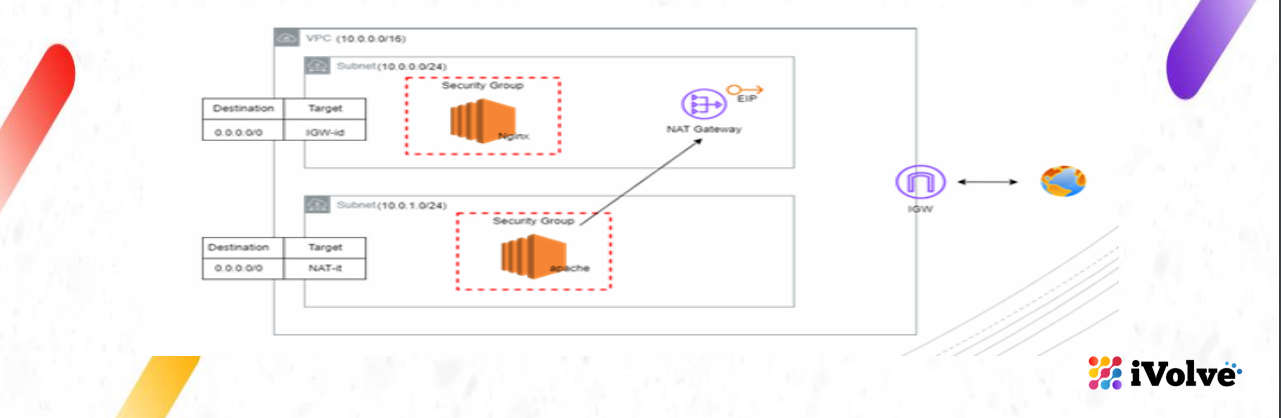 VPC (10.0.0.0/16)
Subnet(10.0.0.0/24)
Security Group
Nginx
EIP
NAT Gateway
Destination Target
0.0.0.0/0 IGW-id
IGW
Subnet(10.0.1.0/24)
Security Group
apache
Destination Target
0.0.0.0/0 NAT-it
iVolve